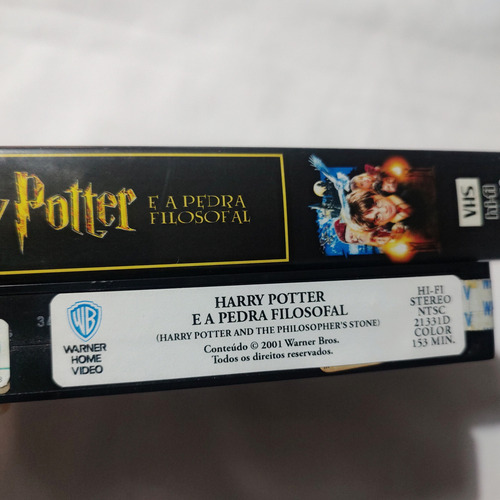 Potter
E A PEDRA
FILOSOFAL
VHS
WB
WARNER
HOME
VIDEO
HARRY POTTER
E A PEDRA FILOSOFAL
(HARRY POTTER AND THE PHILOSOPHER'S STONE)
Conteúdo © 2001 Warner Bros.
Todos os direitos reservados.
HI-FI
STEREO
NTSC
21331D
COLOR
153 MIN.